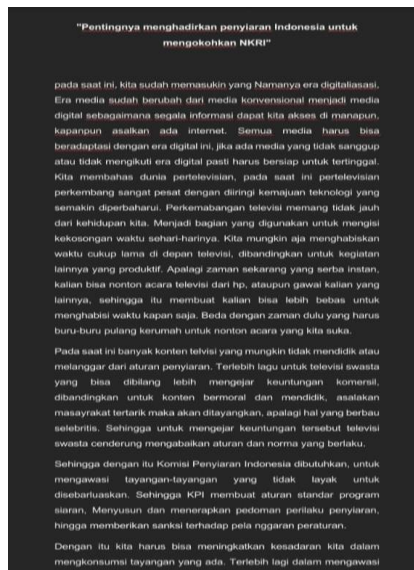 "Pentingnya menghadirkan penyiaran Indonesia untuk
mengokohkan NKRI"
pada saat ini, kita sudah memasukin yang Namanya era digitaliasasi.
Era media sudah berubah dari media konvensional menjadi media
digital sebagaimana segala informasi dapat kita akses di manapun,
kapanpun asalkan ada internet. Semua media harus bisa
beradaptasi dengan era digital ini, jika ada media yang tidak sanggup
atau tidak mengikuti era digital pasti harus bersiap untuk tertinggal.
Kita membahas dunia pertelevisian, pada saat ini pertelevisian
perkembang sangat pesat dengan diiringi kemajuan teknologi yang
semakin diperbaharui. Perkemabangan televisi memang tidak jauh
dari kehidupan kita. Menjadi bagian yang digunakan untuk mengisi
kekosongan waktu sehari-harinya. Kita mungkin aja menghabiskan
waktu cukup lama di depan televisi, dibandingkan untuk kegiatan
lainnya yang produktif. Apalagi zaman sekarang yang serba instan,
kalian bisa nonton acara televisi dari hp, ataupun gawai kalian yang
lainnya, sehingga itu membuat kalian bisa lebih bebas untuk
menghabisi waktu kapan saja. Beda dengan zaman dulu yang harus
buru-buru pulang kerumah untuk nonton acara yang kita suka.
Pada saat ini banyak konten telvisi yang mungkin tidak mendidik atau
melanggar dari aturan penyiaran. Terlebih lagu untuk televisi swasta
yang bisa dibilang lebih mengejar keuntungan komersil,
dibandingkan untuk konten bermoral dan mendidik, asalakan
masayrakat tertarik maka akan ditayangkan, apalagi hal yang berbau
selebritis. Sehingga untuk mengejar keuntungan tersebut televisi
swasta cenderung mengabaikan aturan dan norma yang berlaku.
Sehingga dengan itu Komisi Penyiaran Indonesia dibutuhkan, untuk
mengawasi tayangan-tayangan yang tidak layak untuk
disebarluaskan. Sehingga KPI membuat aturan standar program
siaran, Menyusun dan menerapkan pedoman perilaku penyiaran,
hingga memberikan sanksi terhadap pela nggaran peraturan.
Dengan itu kita harus bisa meningkatkan kesadaran kita dalam
mengkonsumsi tayangan yang ada. Terlebih lagi dalam mengawasi